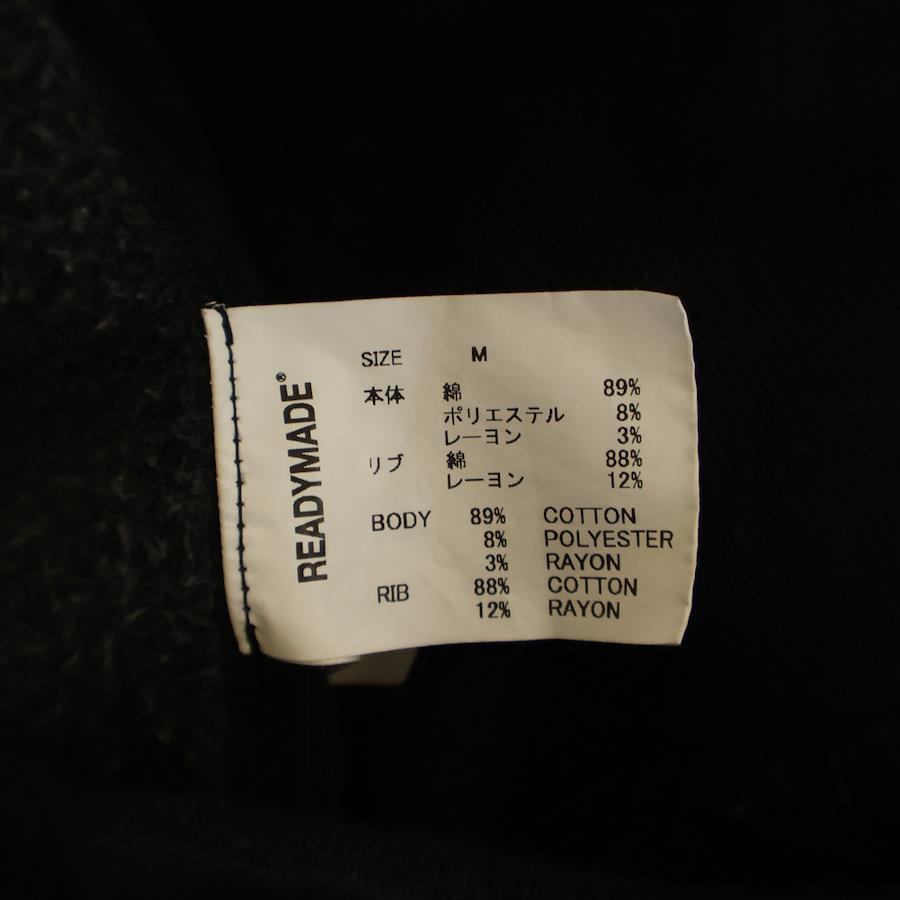 READYMADE®
SIZE M
本体 綿 89%
ポリエステル 8%
レーヨン 3%
リブ 綿 88%
レーヨン 12%
BODY 89% COTTON
8% POLYESTER
3% RAYON
RIB 88% COTTON
12% RAYON